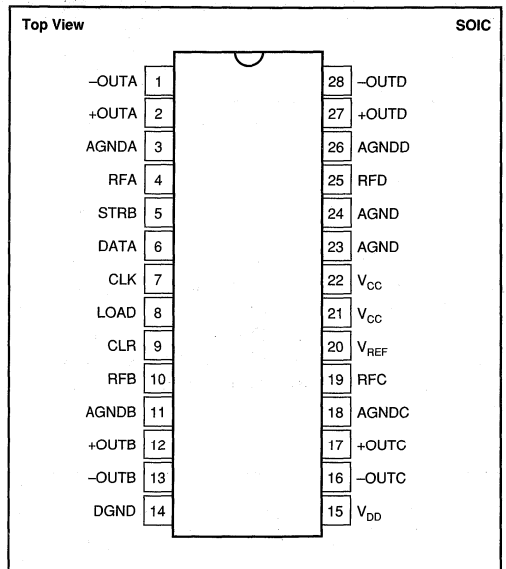 Top View SOIC
–OUTA 1 28 –OUTD
+OUTA 2 27 +OUTD
AGNDA 3 26 AGNDD
RFA 4 25 RFD
STRB 5 24 AGND
DATA 6 23 AGND
CLK 7 22 VCC
LOAD 8 21 VCC
CLR 9 20 VREF
RFB 10 19 RFC
AGNDB 11 18 AGNDC
+OUTB 12 17 +OUTC
–OUTB 13 16 –OUTC
DGND 14 15 VDD